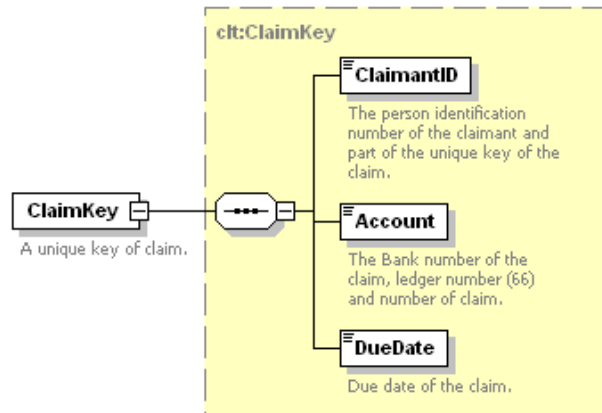 clt:ClaimKey
ClaimantID
The person identification
number of the claimant and
part of the unique key of the
claim.
ClaimKey
A unique key of claim.
Account
The Bank number of the
claim, ledger number (66)
and number of claim.
DueDate
Due date of the claim.